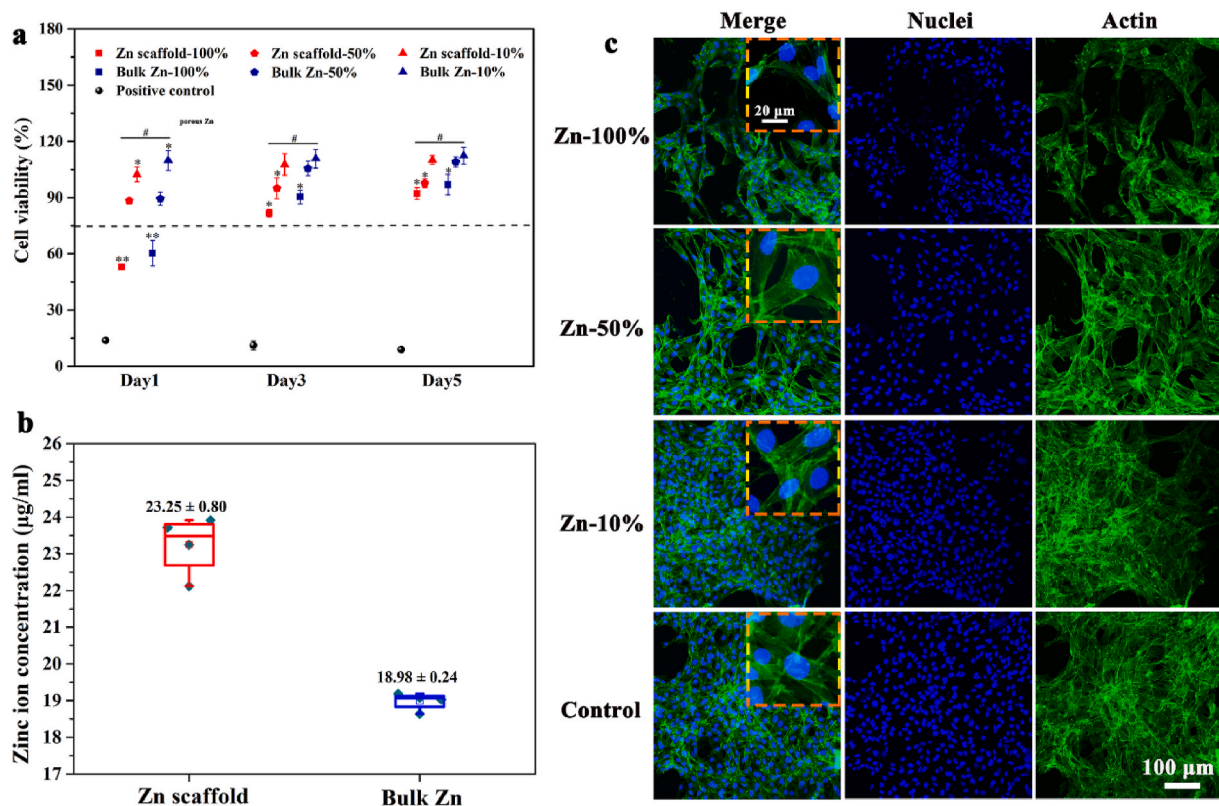 a
180
150
120
90
60
30
0
Cell viability (%)
Zn scaffold-100% Zn scaffold-50% Zn scaffold-10%
Bulk Zn-100% Bulk Zn-50% Bulk Zn-10%
Positive control
porous Zn
# # #
* *
* * *
* * *
** **
Day1 Day3 Day5
b
26
25
24
23
22
21
20
19
18
17
Zinc ion concentration (µg/ml)
23.25 ± 0.80
18.98 ± 0.24
Zn scaffold Bulk Zn
c
Merge Nuclei Actin
Zn-100%
20 µm
Zn-50%
Zn-10%
Control
100 µm